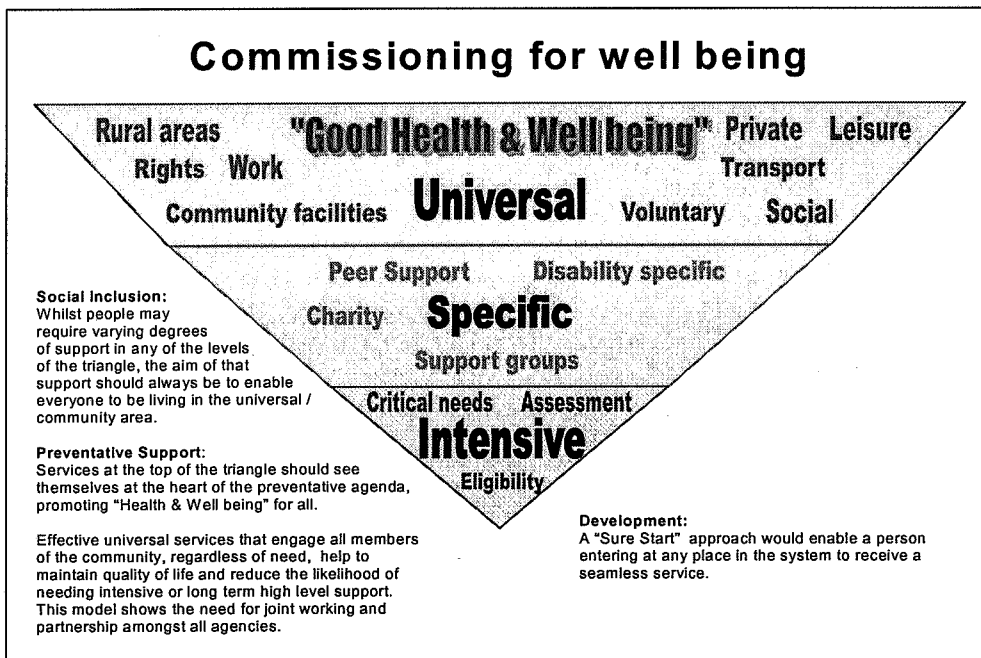 Commissioning for well being
Rural areas "Good Health & Well being" Private Leisure
Rights Work Transport
Community facilities Universal Voluntary Social
Peer Support Disability specific
Charity Specific
Support groups
Critical needs Assessment
Intensive
Eligibility
Social Inclusion:
Whilst people may
require varying degrees
of support in any of the levels
of the triangle, the aim of that
support should always be to enable
everyone to be living in the universal /
community area.
Preventative Support:
Services at the top of the triangle should see
themselves at the heart of the preventative agenda,
promoting “Health & Well being” for all.
Effective universal services that engage all members
of the community, regardless of need, help to
maintain quality of life and reduce the likelihood of
needing intensive or long term high level support.
This model shows the need for joint working and
partnership amongst all agencies.
Development:
A “Sure Start” approach would enable a person
entering at any place in the system to receive a
seamless service.